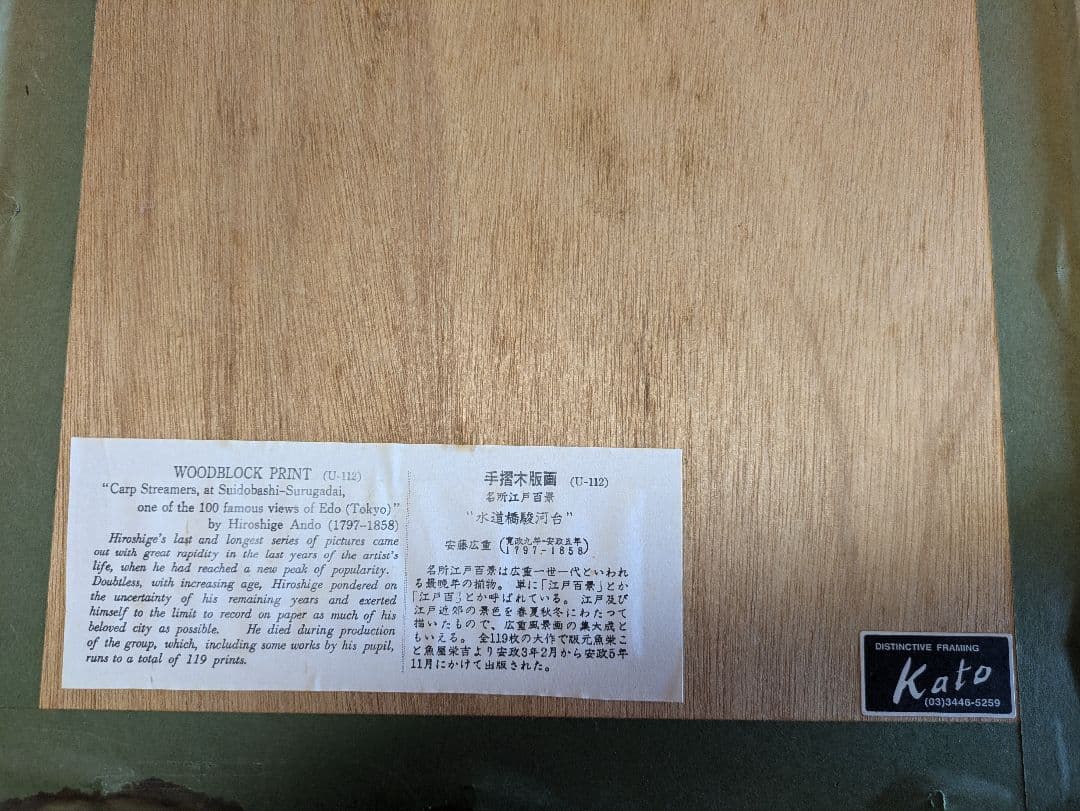 WOODBLOCK PRINT (U-112)
"Carp Streamers, at Suidobashi-Surugadai,
one of the 100 famous views of Edo (Tokyo)"
by Hiroshige Ando (1797-1858)
Hiroshige's last and longest series of pictures came
out with great rapidity in the last years of the artist's
life, when he had reached a new peak of popularity.
Doubtless, with increasing age, Hiroshige pondered on
the uncertainty of his remaining years and exerted
himself to the limit to record on paper as much of his
beloved city as possible. He died during production
of the group, which, including some works by his pupil,
runs to a total of 119 prints.
手摺木版画 (U-112)
名所江戸百景
"水道橋駿河台"
安藤広重 (寛政九年-安政五年
1797-1858)
名所江戸百景は広重一世一代といわれ
る最晩年の揃物。 単に「江戸百景」とか
「江戸百」とか呼ばれている。 江戸及び
江戸近郊の景色を春夏秋冬にわたつて
描いたもので、広重風景画の集大成と
もいえる。 全119枚の大作で版元魚栄こ
と魚屋栄吉より安政3年2月から安政5年
11月にかけて出版された。
DISTINCTIVE FRAMING
Kato
(03)3446-5259